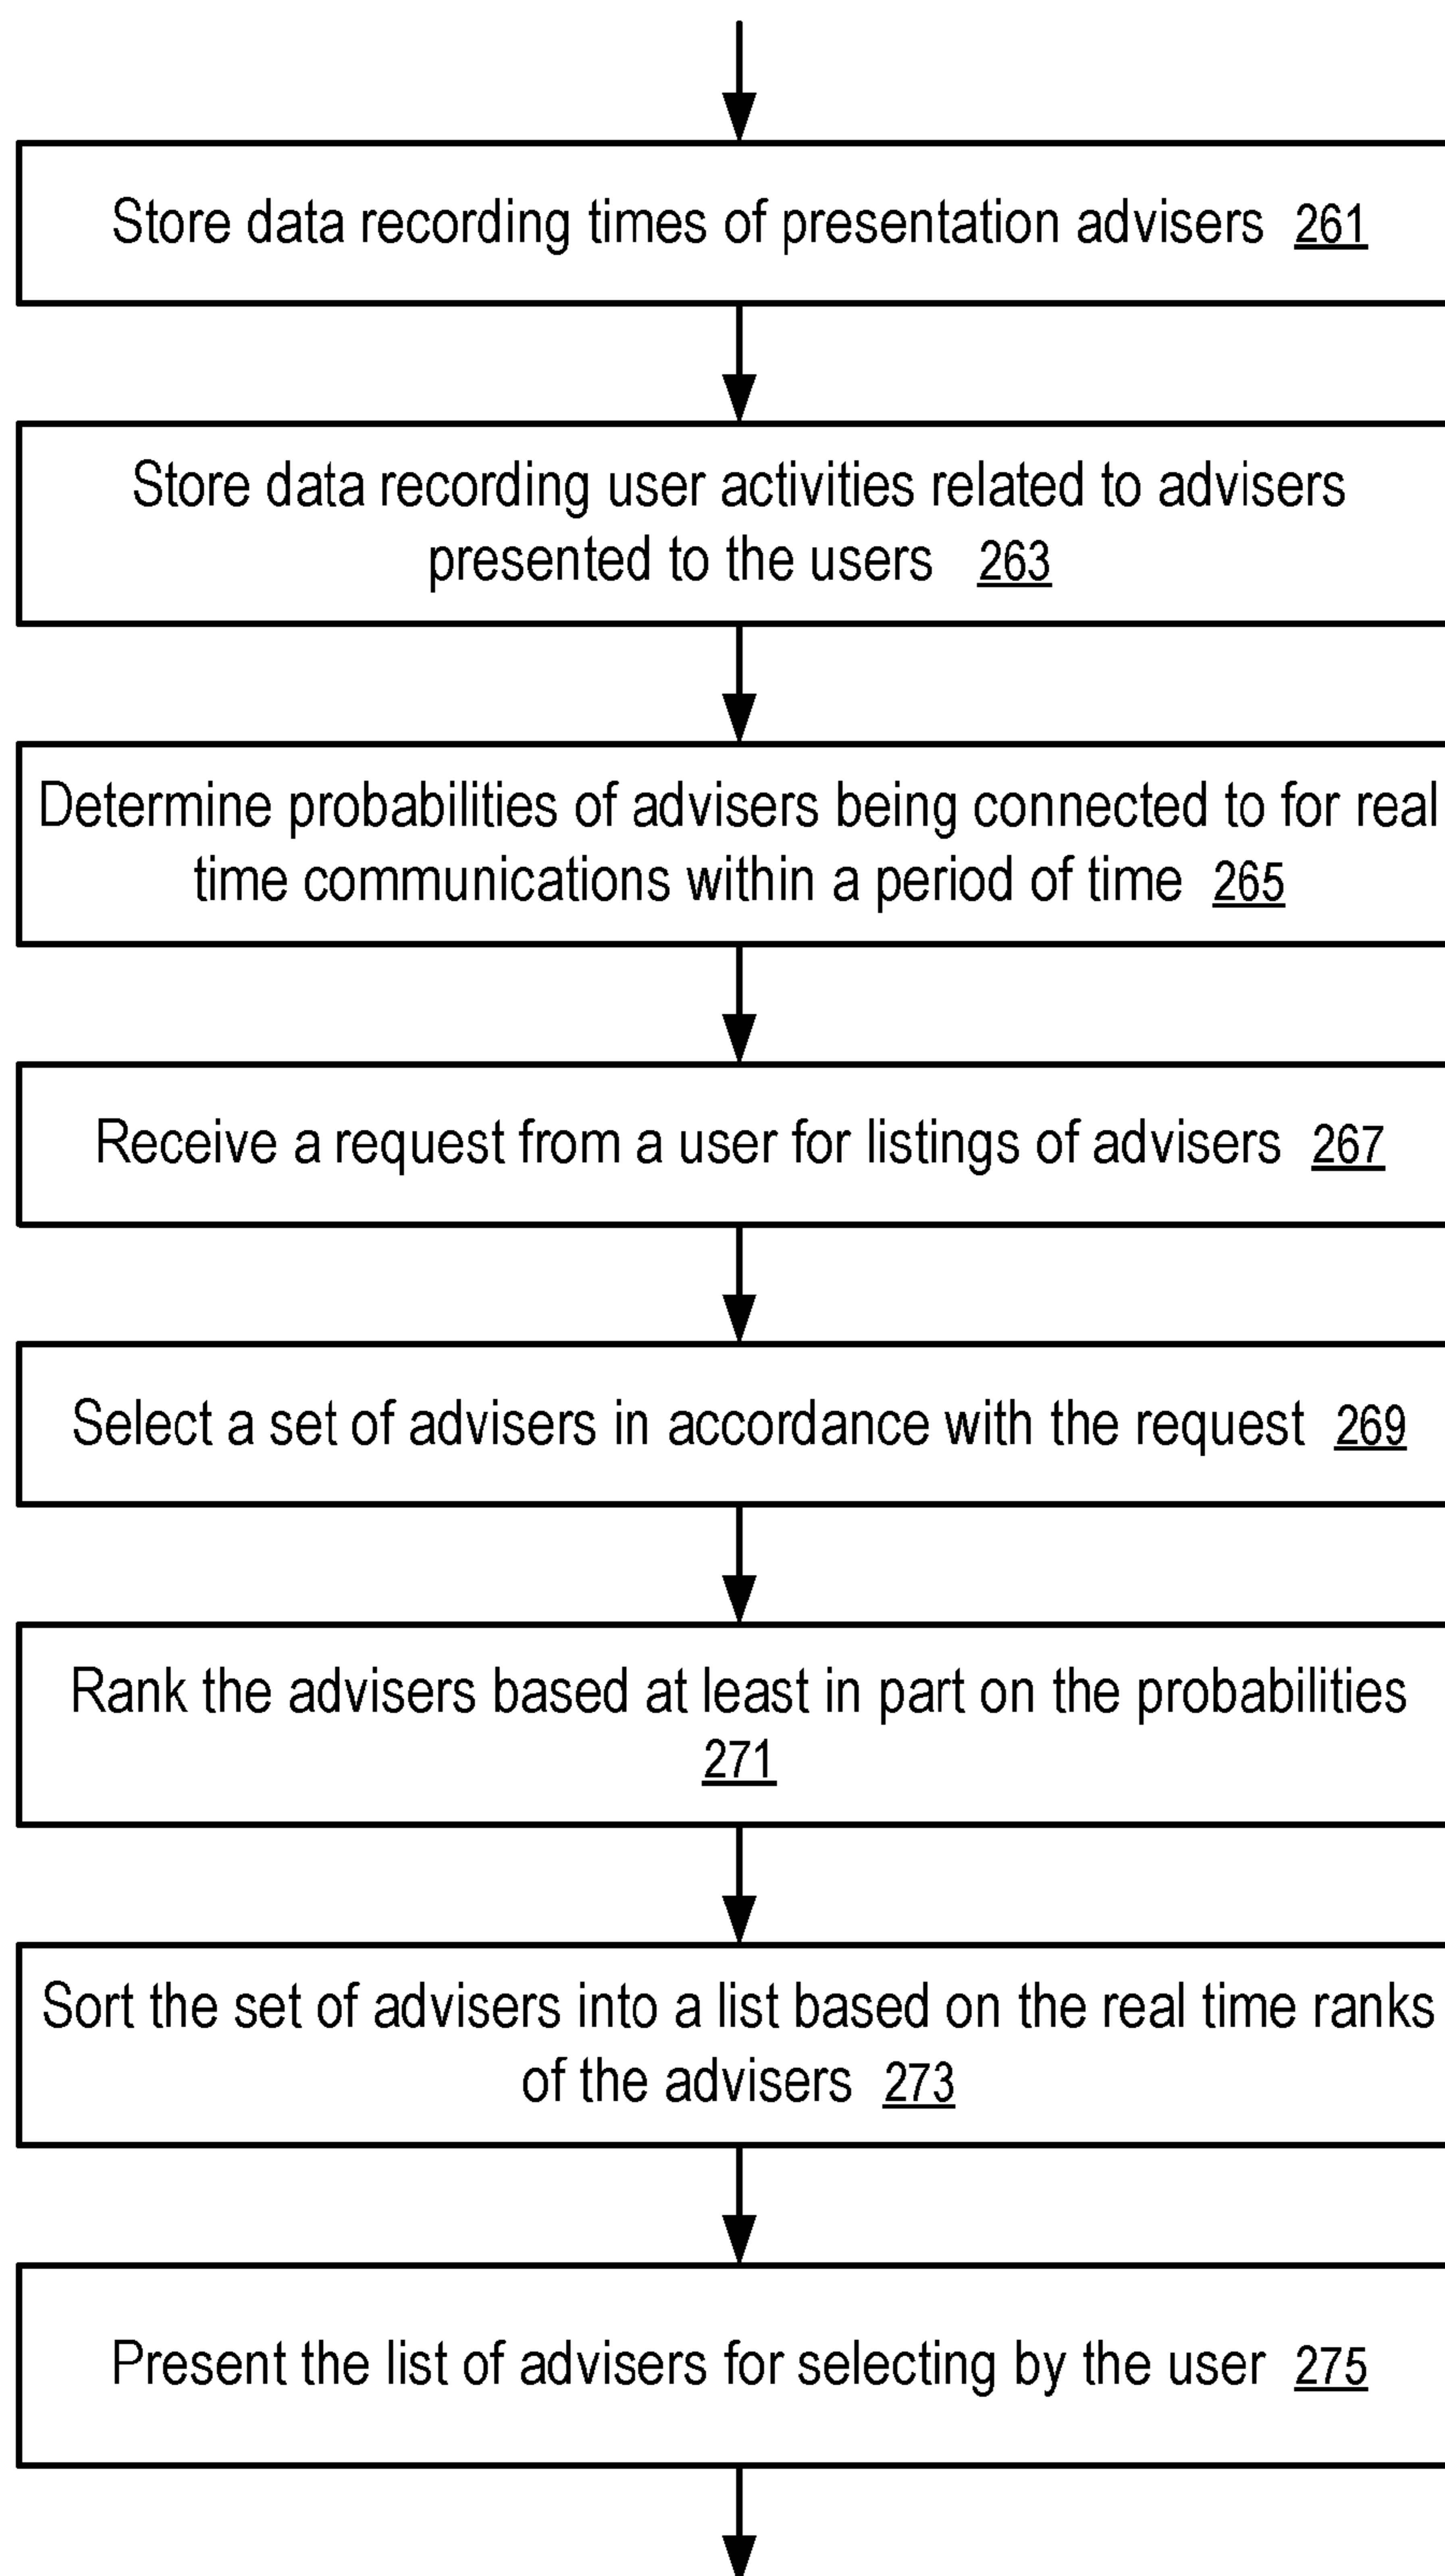 Store data recording times of presentation advisers 261
Store data recording user activities related to advisers
presented to the users 263
Determine probabilities of advisers being connected to for real
time communications within a period of time 265
Receive a request from a user for listings of advisers 267
Select a set of advisers in accordance with the request 269
Rank the advisers based at least in part on the probabilities
271
Sort the set of advisers into a list based on the real time ranks
of the advisers 273
Present the list of advisers for selecting by the user 275